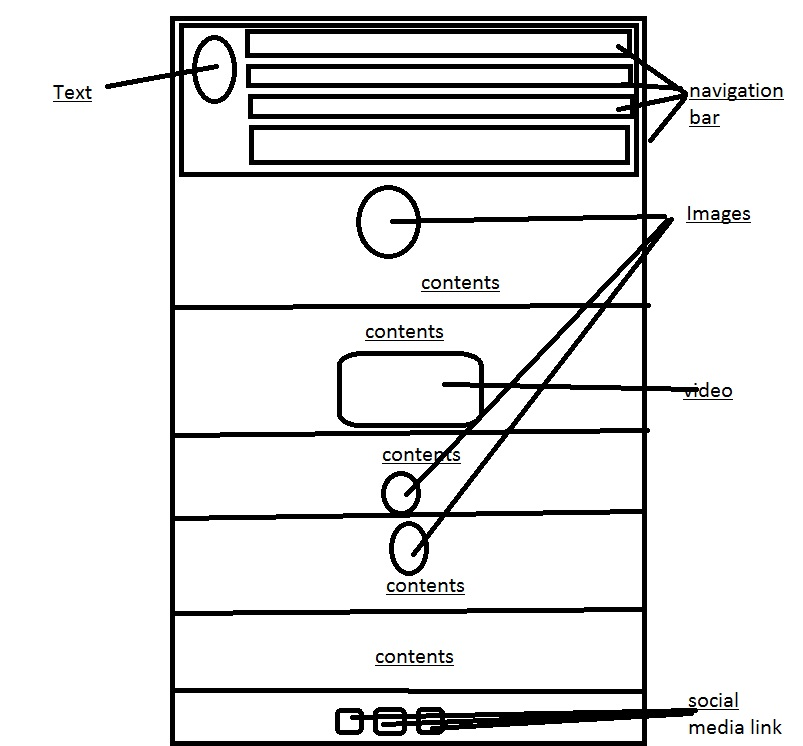 Text
navigation
bar
Images
contents
contents
video
contents
contents
contents
social
media link